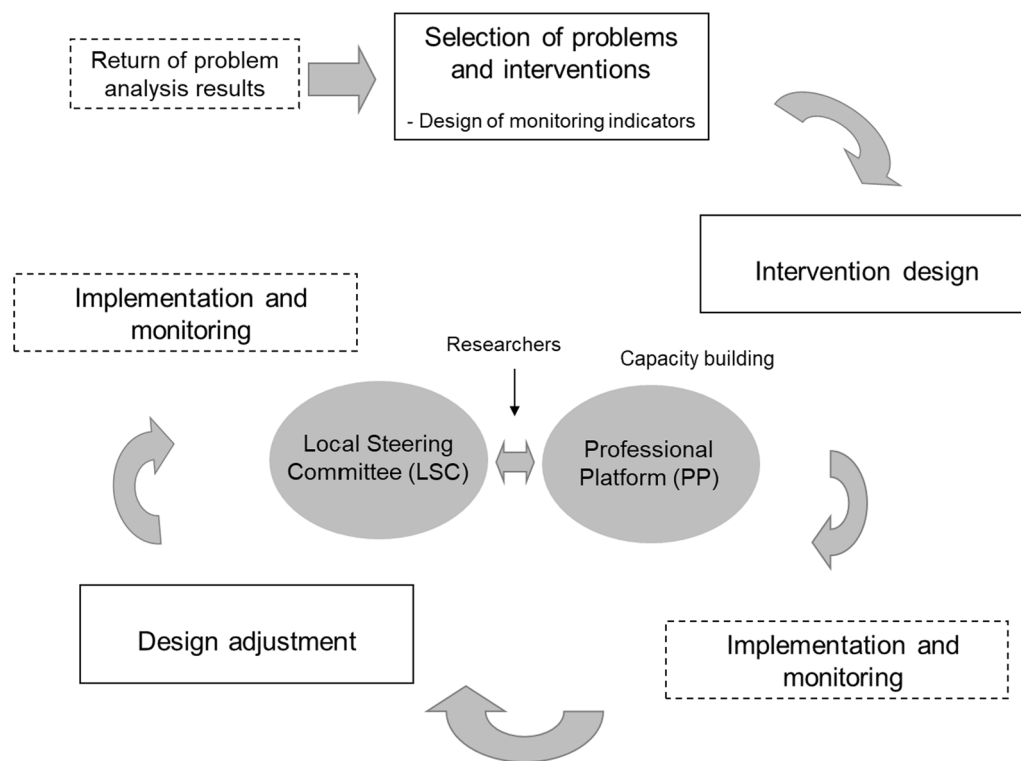 Return of problem
analysis results
Selection of problems
and interventions
- Design of monitoring indicators
Intervention design
Implementation and
monitoring
Researchers
Capacity building
Local Steering
Committee (LSC)
Professional
Platform (PP)
Design adjustment
Implementation and
monitoring